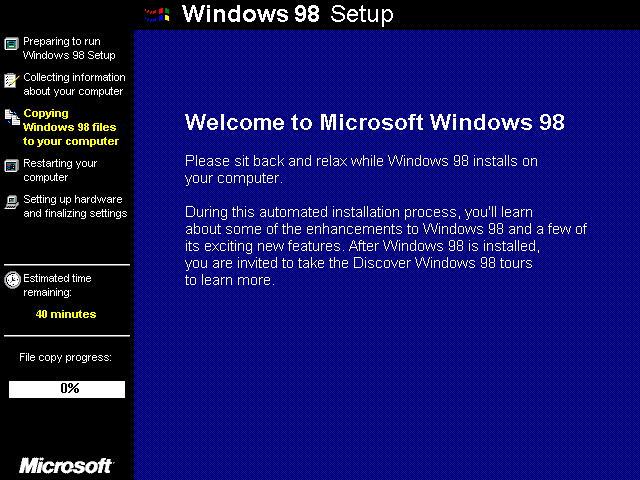 Windows 98 Setup
Preparing to run
Windows 98 Setup
Collecting information
about your computer
Copying
Windows 98 files
to your computer
Restarting your
computer
Setting up hardware
and finalizing settings
Estimated time
remaining:
40 minutes
File copy progress:
0%
Microsoft
Welcome to Microsoft Windows 98
Please sit back and relax while Windows 98 installs on
your computer.
During this automated installation process, you'll learn
about some of the enhancements to Windows 98 and a few of
its exciting new features. After Windows 98 is installed,
you are invited to take the Discover Windows 98 tours
to learn more.